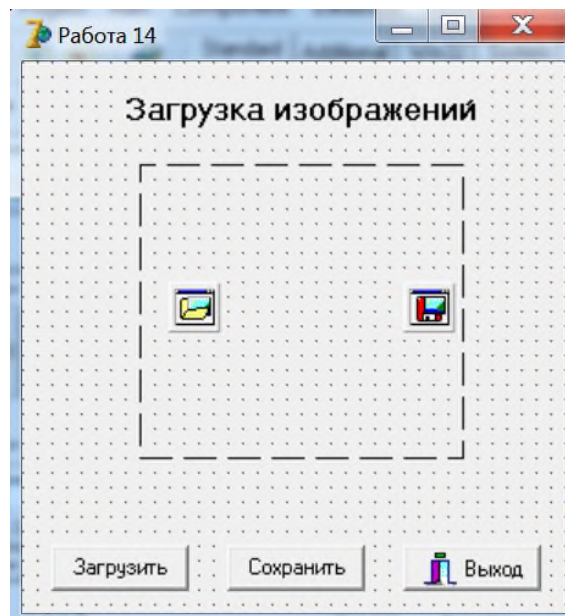 Работа 14
Загрузка изображений
Загрузить
Сохранить
Выход